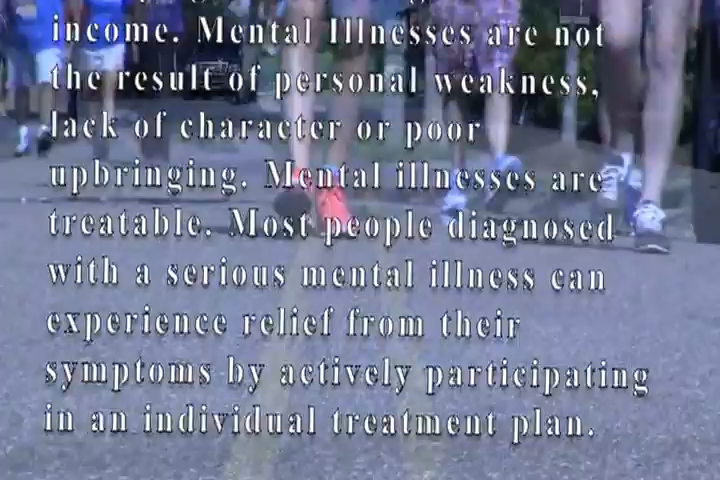 income. Mental Illnesses are not
the result of personal weakness,
lack of character or poor
upbringing. Mental illnesses are
treatable. Most people diagnosed
with a serious mental illness can
experience relief from their
symptoms by actively participating
in an individual treatment plan.